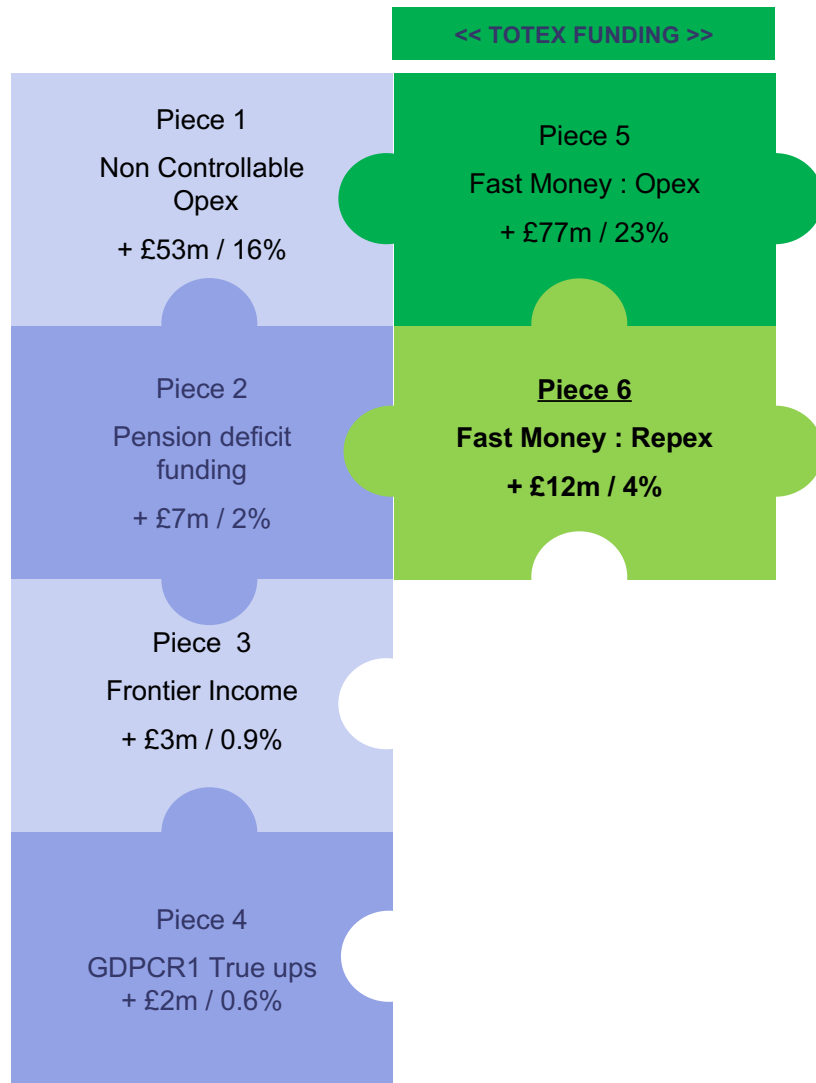 << TOTEX FUNDING >>
Piece 1
Non Controllable
Opex
+ £53m / 16%
Piece 5
Fast Money : Opex
+ £77m / 23%
Piece 2
Pension deficit
funding
+ £7m / 2%
Piece 6
Fast Money : Repex
+ £12m / 4%
Piece 3
Frontier Income
+ £3m / 0.9%
Piece 4
GDPCR1 True ups
+ £2m / 0.6%